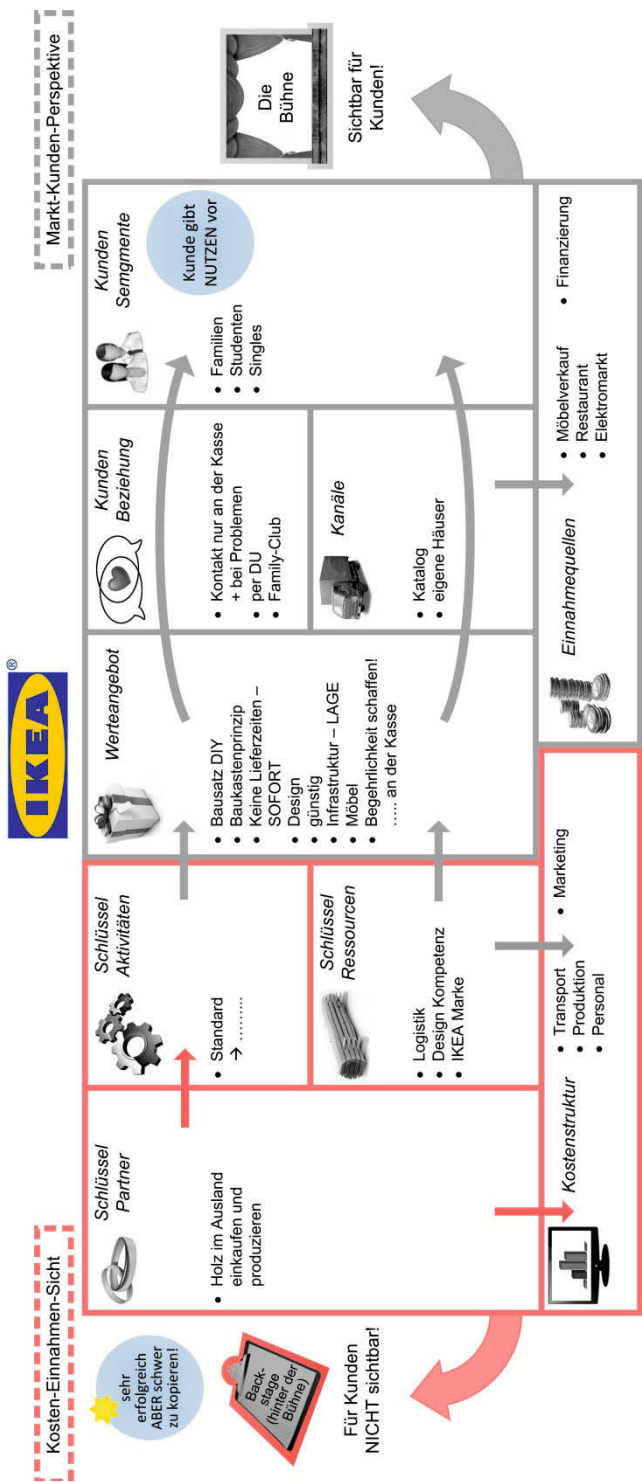 IKEA
®
Kosten-Einnahmen-Sicht
Markt-Kunden-Perspektive
sehr
erfolgreich
ABER schwer
zu kopieren!
Back-
stage
(hinter der
Bühne)
Für Kunden
NICHT sichtbar!
Schlüssel
Partner
• Holz im Ausland
einkaufen und
produzieren
Schlüssel
Aktivitäten
• Standard
→ ..........
Schlüssel
Ressourcen
• Logistik
• Design Kompetenz
• IKEA Marke
Werteangebot
• Bausatz DIY
• Baukastenprinzip
• Keine Lieferzeiten –
SOFORT
• Design
• günstig
• Infrastruktur – LAGE
• Möbel
• Begehrlichkeit schaffen!
..... an der Kasse
Kunden
Beziehung
• Kontakt nur an der Kasse
+ bei Problemen
• per DU
• Family-Club
Kanäle
• Katalog
• eigene Häuser
Kunden
Semgmente
Kunde gibt
NUTZEN vor
• Familien
• Studenten
• Singles
Die
Bühne
Sichtbar für
Kunden!
Kostenstruktur
• Transport
• Produktion
• Personal
• Marketing
Einnahmequellen
• Möbelverkauf
• Restaurant
• Elektromarkt
• Finanzierung